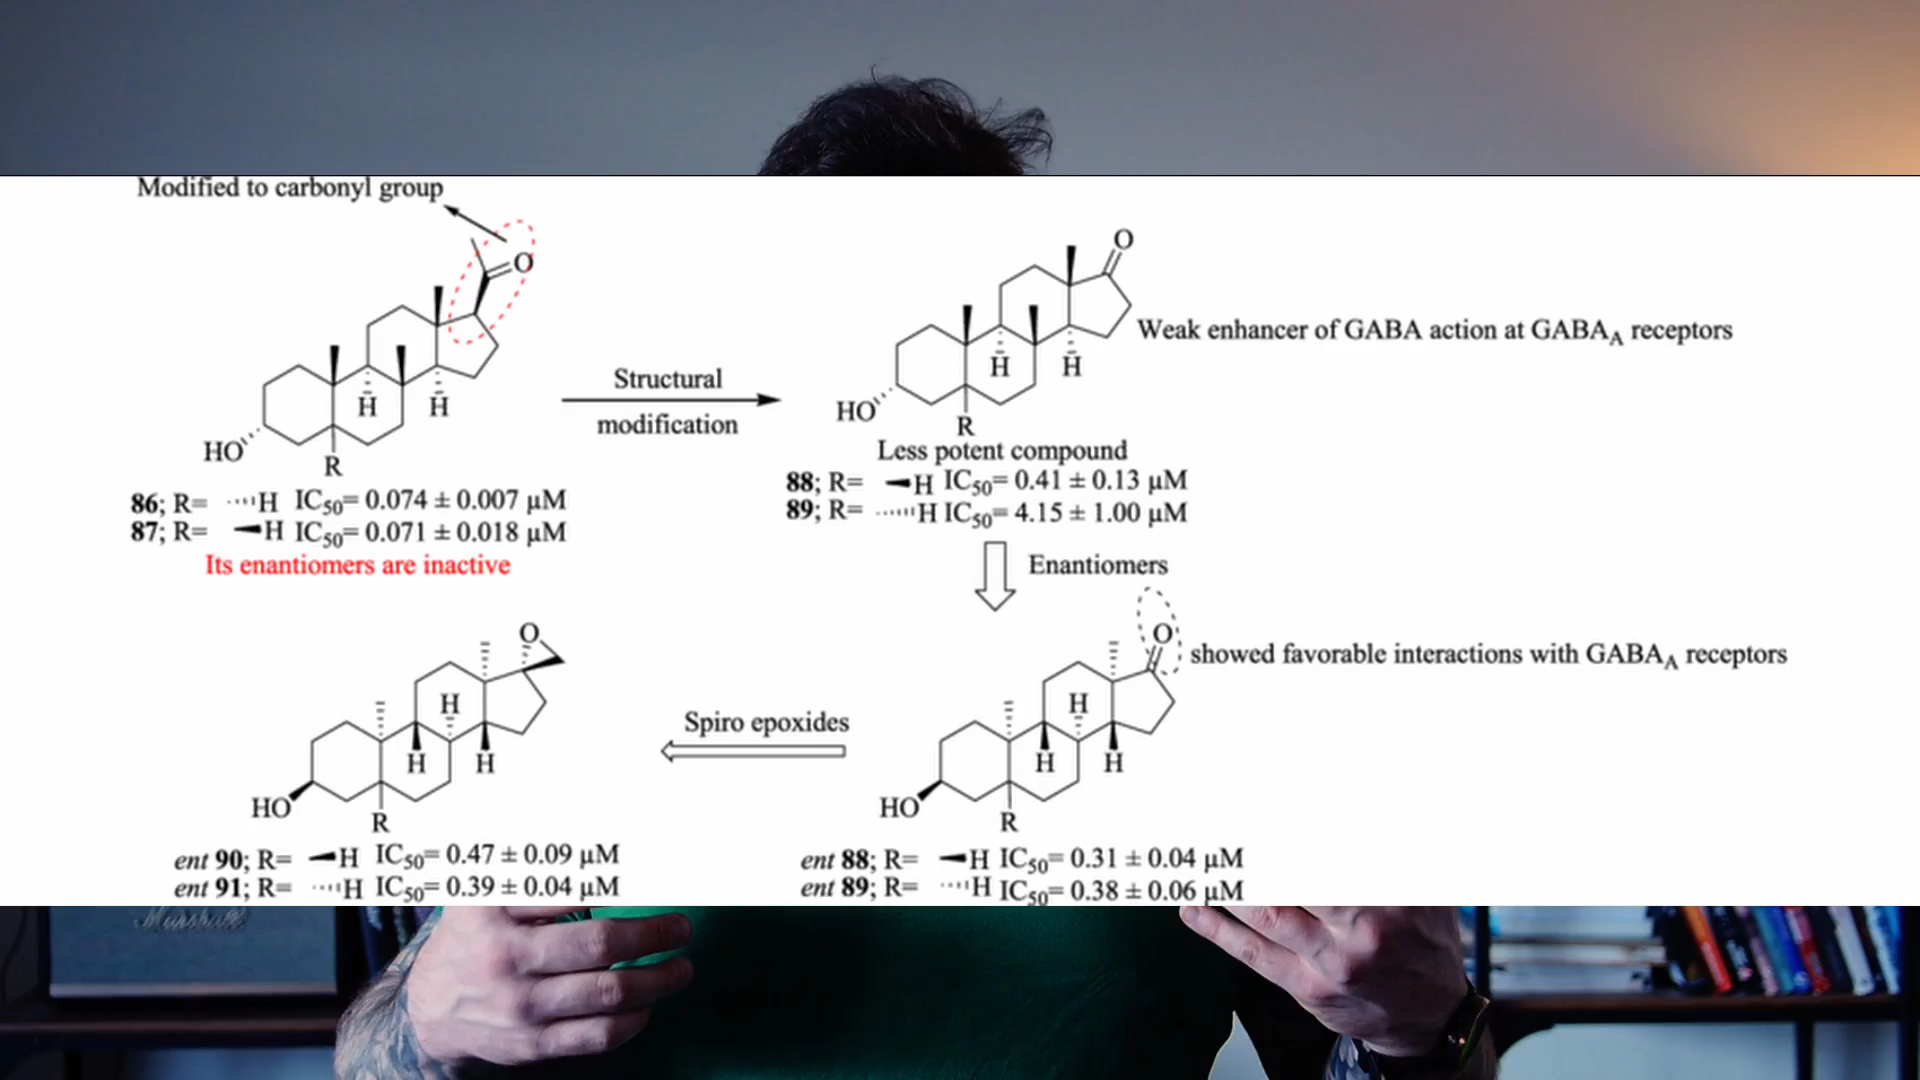 Modified to carbonyl group
O
H
H
HO
R
86; R= H IC50= 0.074 ± 0.007 µM
87; R= H IC50= 0.071 ± 0.018 µM
Its enantiomers are inactive
Structural
modification
O
H
H
HO
R
Weak enhancer of GABA action at GABAA receptors
Less potent compound
88; R= H IC50= 0.41 ± 0.13 µM
89; R= H IC50= 4.15 ± 1.00 µM
Enantiomers
O
showed favorable interactions with GABAA receptors
H
H
H
HO
R
ent 88; R= H IC50= 0.31 ± 0.04 µM
ent 89; R= H IC50= 0.38 ± 0.06 µM
Spiro epoxides
O
H
H
H
HO
R
ent 90; R= H IC50= 0.47 ± 0.09 µM
ent 91; R= H IC50= 0.39 ± 0.04 µM